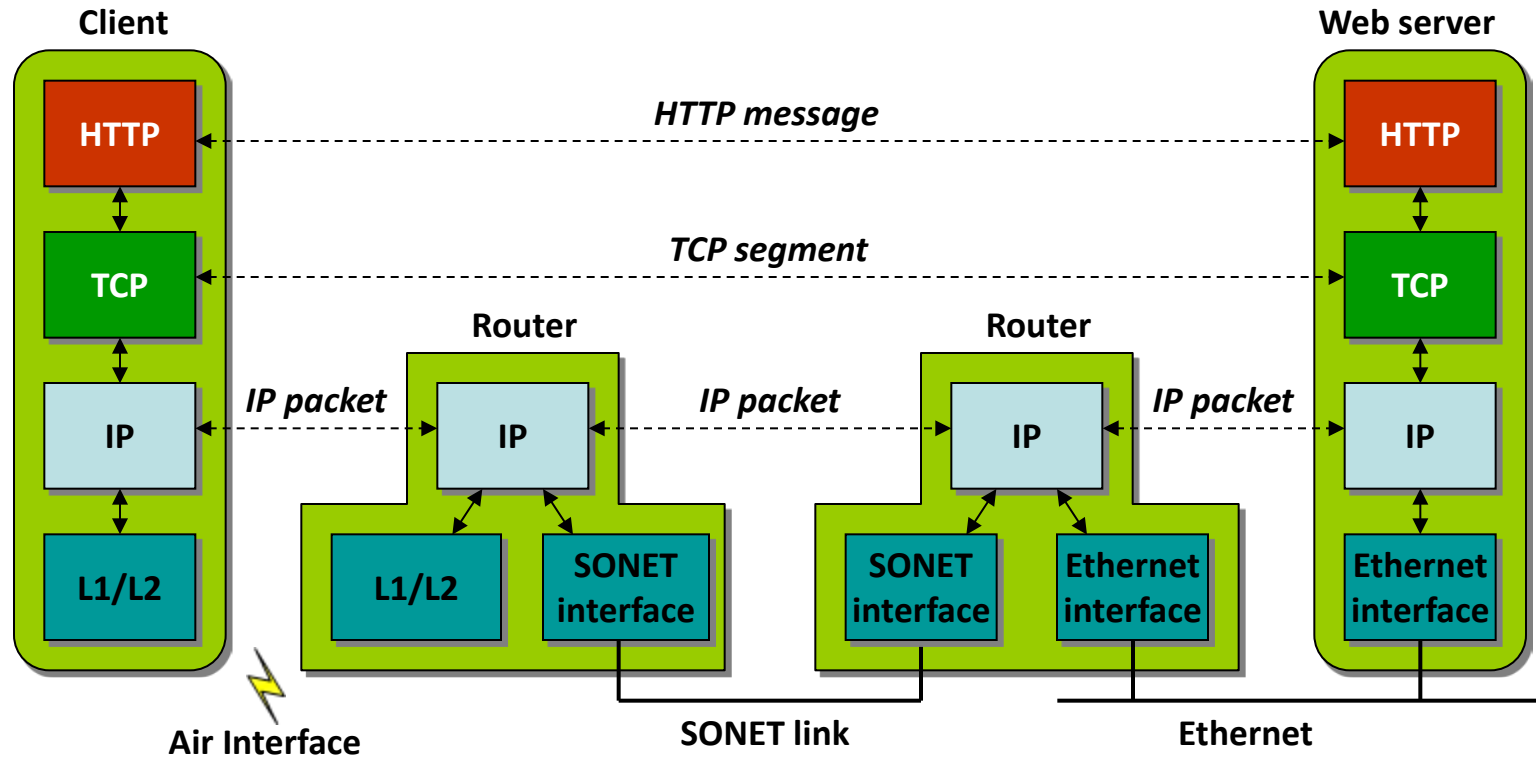 Client
Web server
HTTP
HTTP message
HTTP
TCP
TCP segment
TCP
Router
Router
IP
IP packet
IP
IP packet
IP
IP packet
IP
L1/L2
L1/L2
SONET
interface
SONET
interface
Ethernet
interface
Ethernet
interface
Air Interface
SONET link
Ethernet